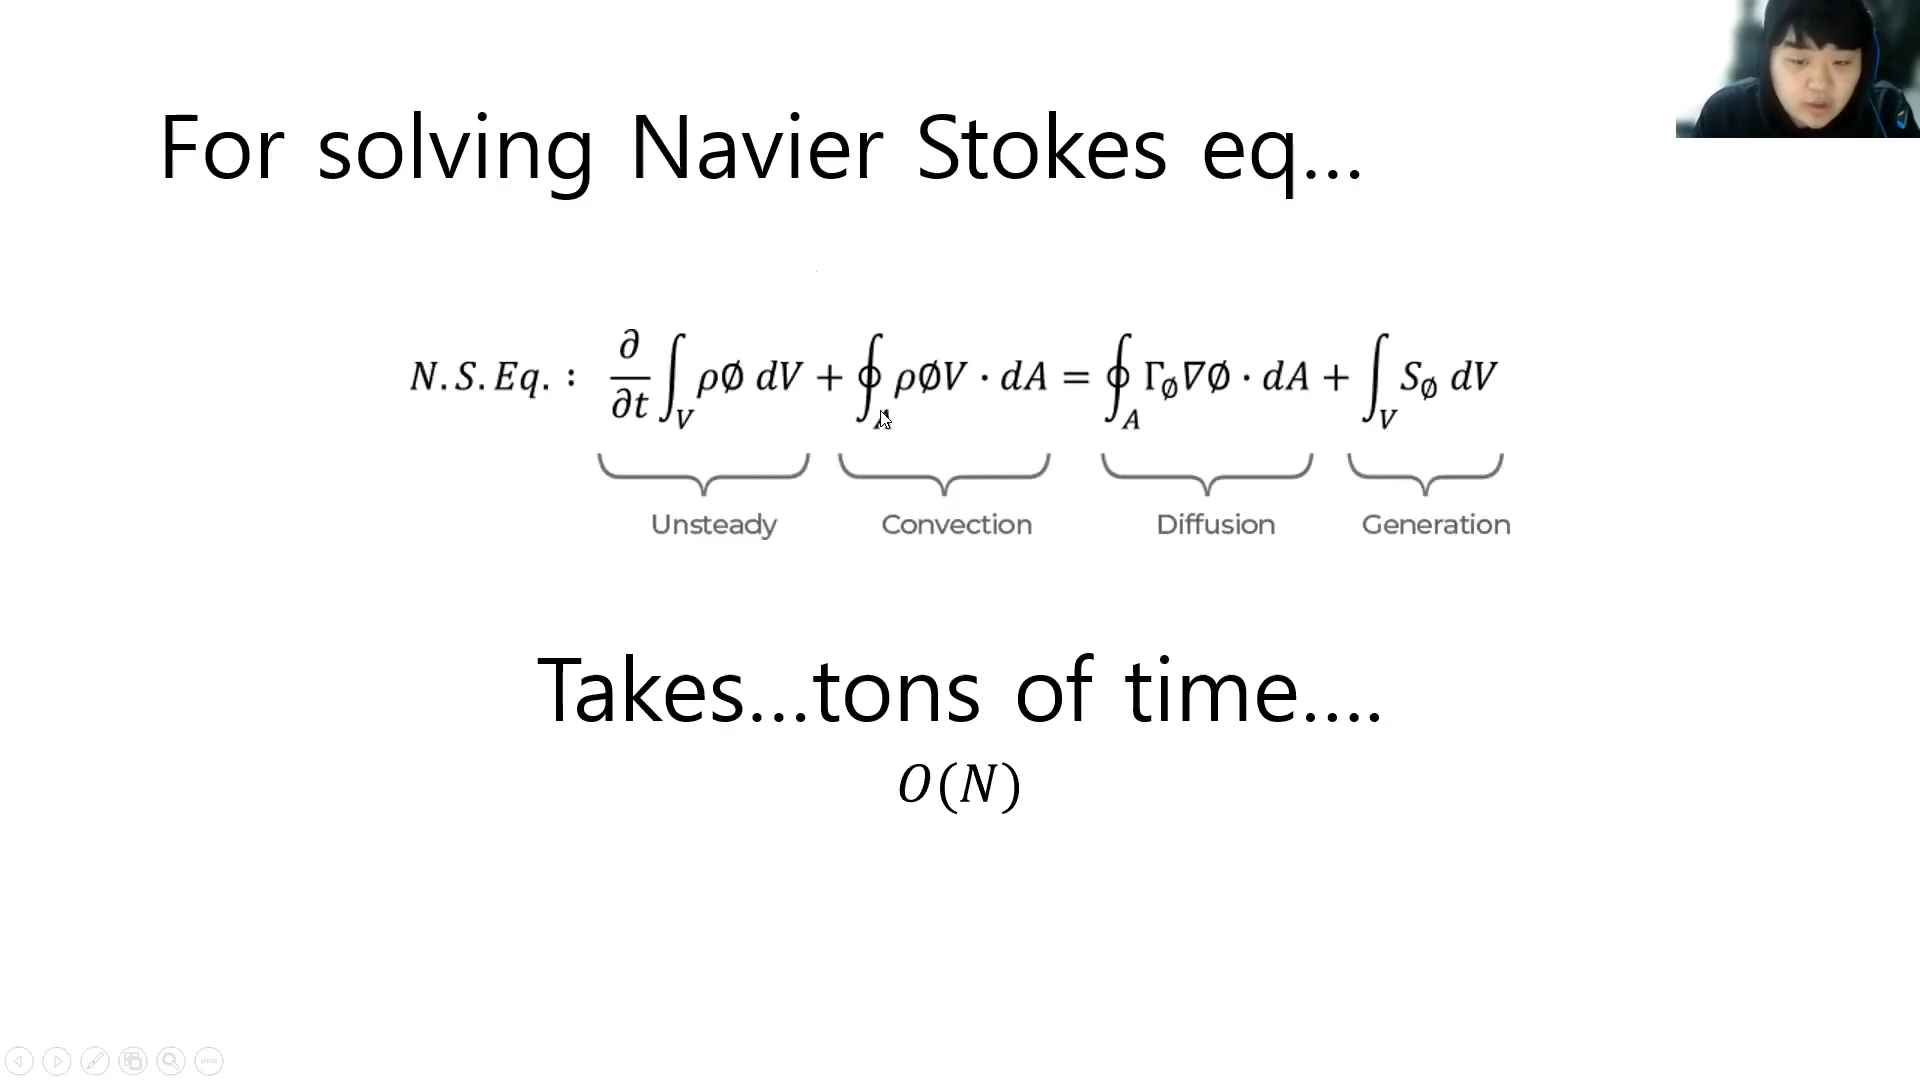 For solving Navier Stokes eq...
N.S.Eq.: ∂/∂t ∫_V ρ∅ dV + ∮_A ρ∅V · dA = ∮_A Γ_∅∇∅ · dA + ∫_V S_∅ dV
Unsteady Convection Diffusion Generation
Takes...tons of time....
O(N)